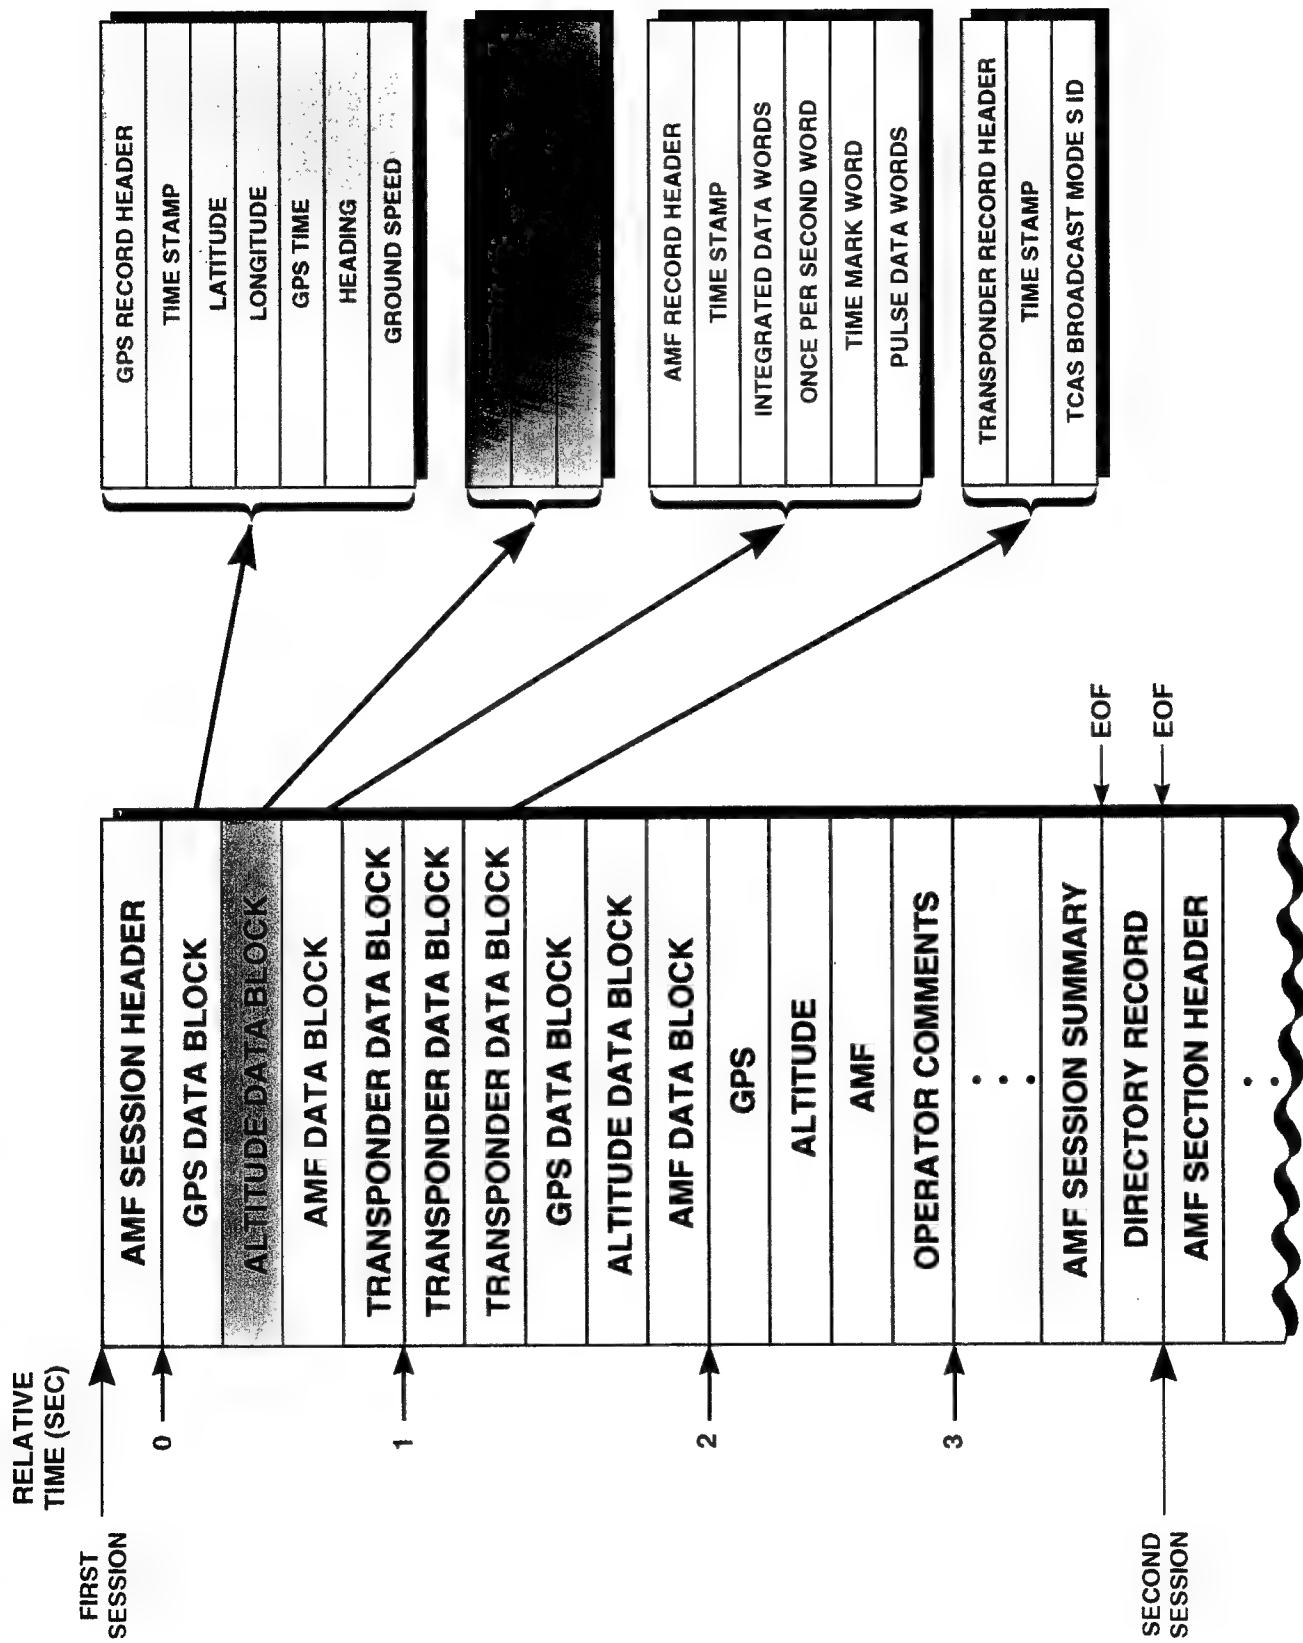 RELATIVE
TIME (SEC)
FIRST
SESSION
0
1
2
3
SECOND
SESSION
AMF SESSION HEADER
GPS DATA BLOCK
ALTITUDE DATA BLOCK
AMF DATA BLOCK
TRANSPONDER DATA BLOCK
TRANSPONDER DATA BLOCK
TRANSPONDER DATA BLOCK
GPS DATA BLOCK
ALTITUDE DATA BLOCK
AMF DATA BLOCK
GPS
ALTITUDE
AMF
OPERATOR COMMENTS
• • •
AMF SESSION SUMMARY
DIRECTORY RECORD
AMF SECTION HEADER
• •
EOF
EOF
GPS RECORD HEADER
TIME STAMP
LATITUDE
LONGITUDE
GPS TIME
HEADING
GROUND SPEED
AMF RECORD HEADER
TIME STAMP
INTEGRATED DATA WORDS
ONCE PER SECOND WORD
TIME MARK WORD
PULSE DATA WORDS
TRANSPONDER RECORD HEADER
TIME STAMP
TCAS BROADCAST MODE S ID